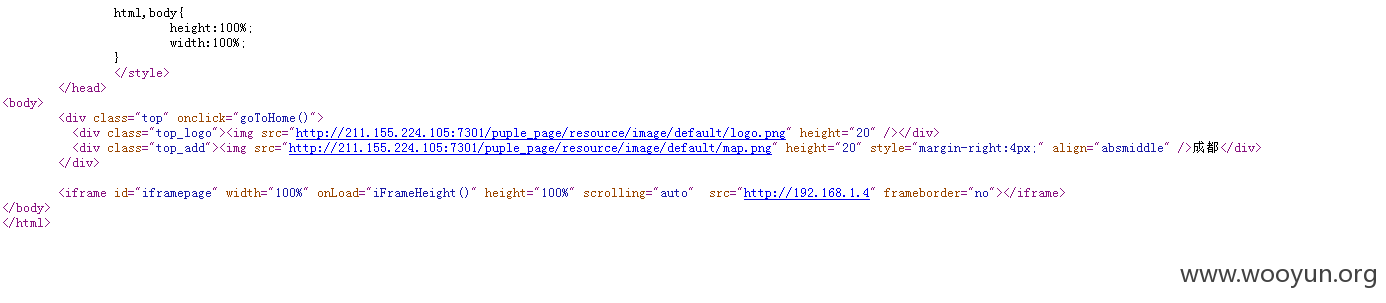 html,body{
height:100%;
width:100%;
}
</style>
</head>
<body>
<div class="top" onclick="goToHome()">
<div class="top_logo"><img src="http://211.155.224.105:7301/puple_page/resource/image/default/logo.png" height="20" /></div>
<div class="top_add"><img src="http://211.155.224.105:7301/puple_page/resource/image/default/map.png" height="20" style="margin-right:4px;" align="absmiddle" />成都</div>
</div>
<iframe id="iframepage" width="100%" onLoad="iFrameHeight()" height="100%" scrolling="auto"  src="http://192.168.1.4" frameborder="no"></iframe>
</body>
</html>
www.wooyun.org